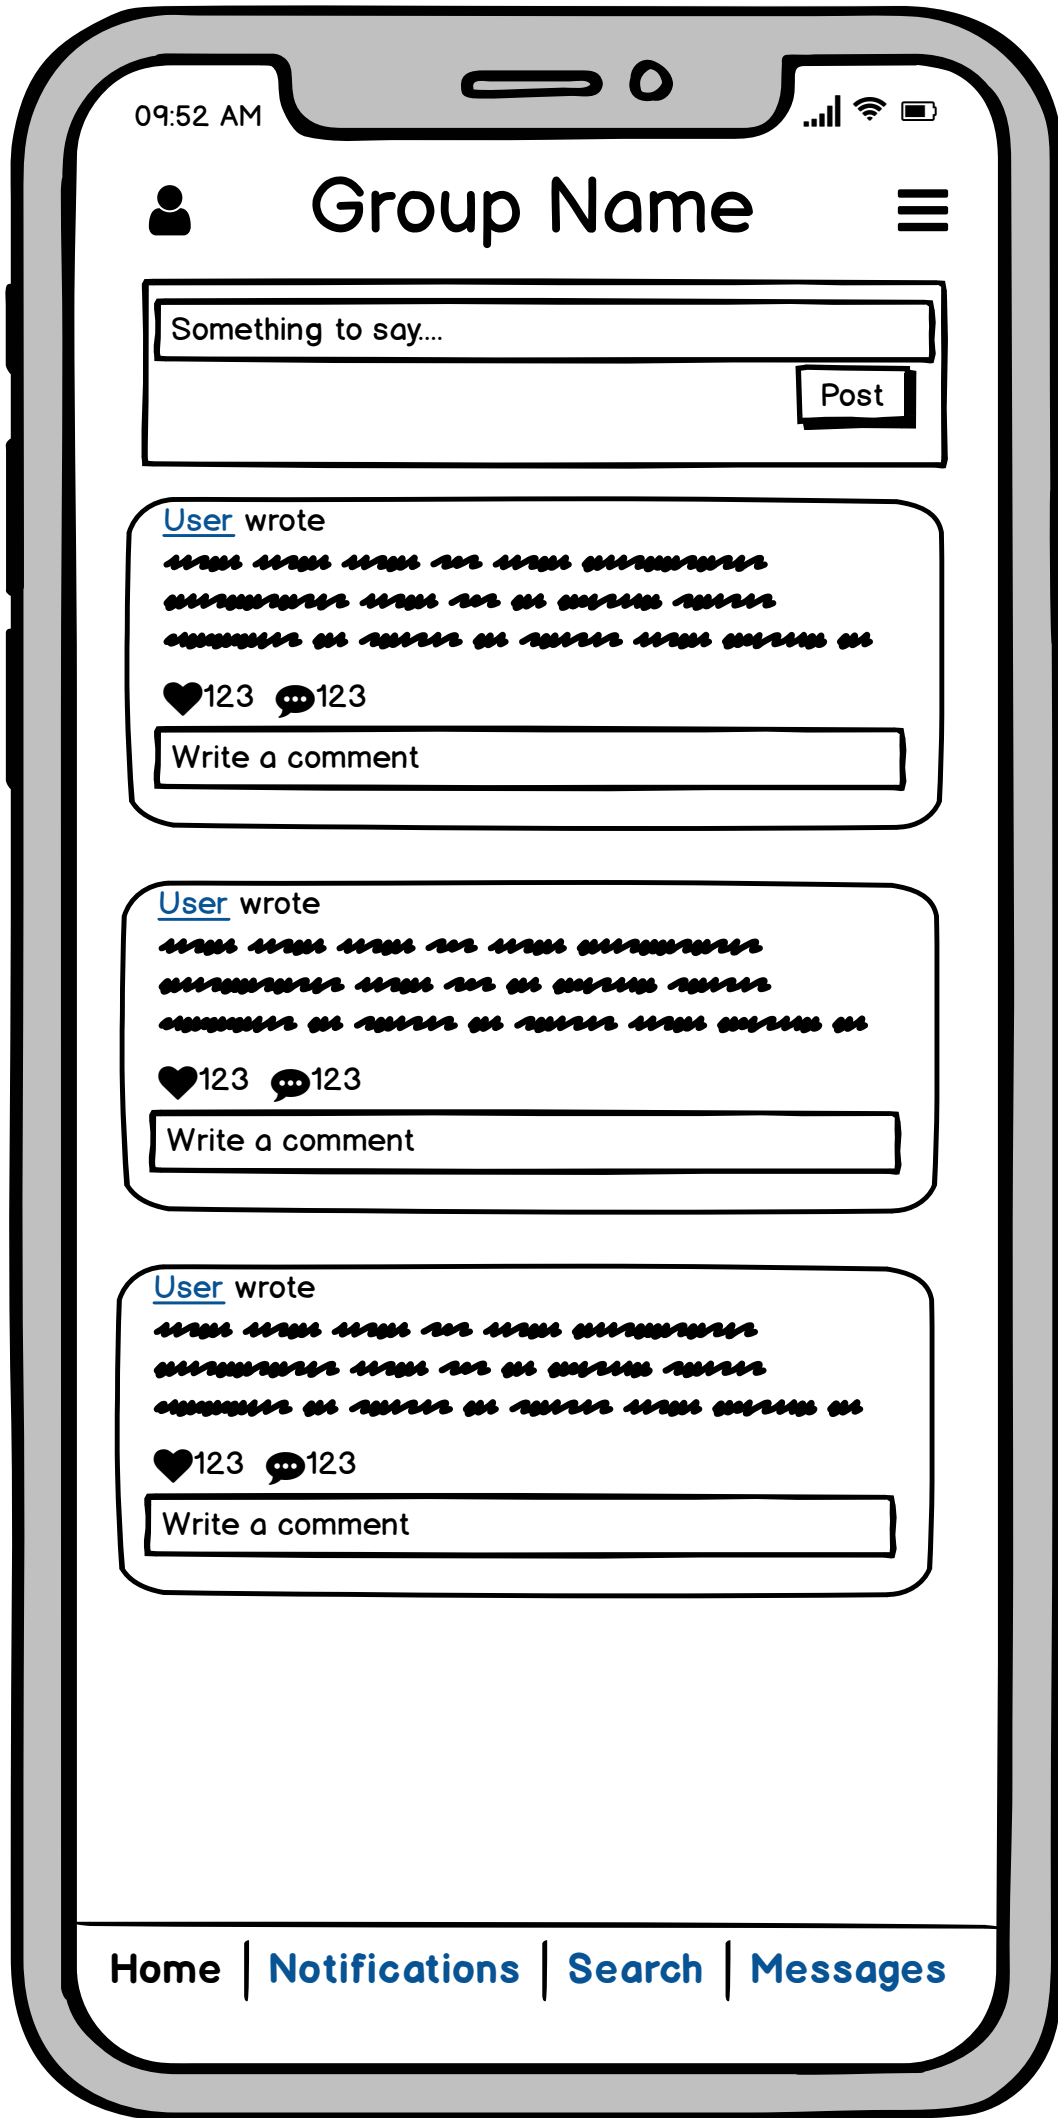 09:52 AM
Group Name
Something to say....
Post
User wrote
123 123
Write a comment
User wrote
123 123
Write a comment
User wrote
123 123
Write a comment
Home Notifications Search Messages